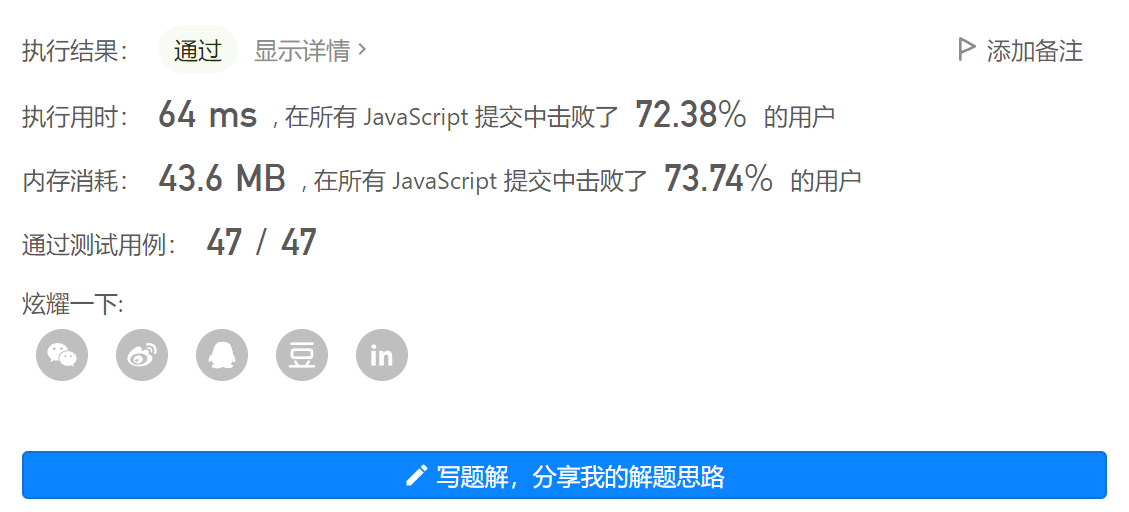 执行结果： 通过 显示详情 › 添加备注
执行用时： 64 ms , 在所有 JavaScript 提交中击败了 72.38% 的用户
内存消耗： 43.6 MB , 在所有 JavaScript 提交中击败了 73.74% 的用户
通过测试用例： 47 / 47
炫耀一下:
豆 in
写题解，分享我的解题思路